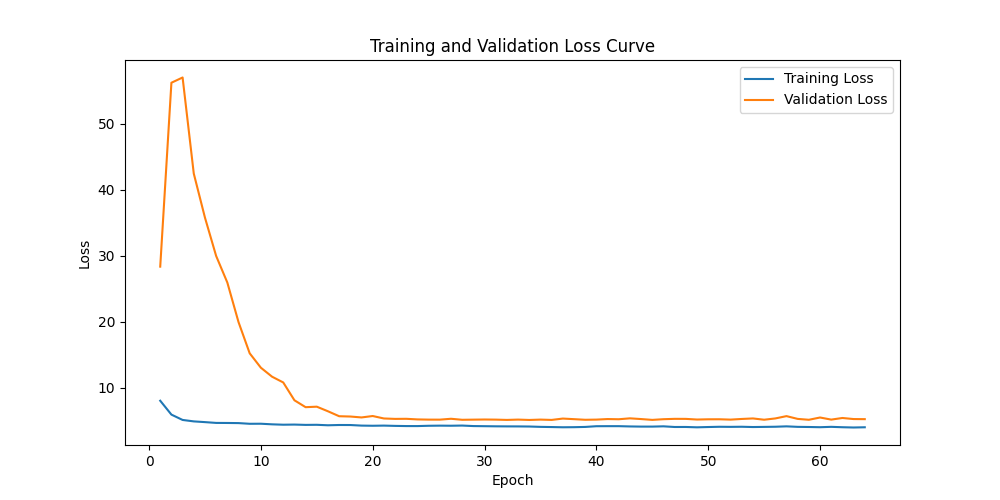 Training and Validation Loss Curve
Training Loss
Validation Loss
Loss
50
40
30
20
10
0 10 20 30 40 50 60
Epoch